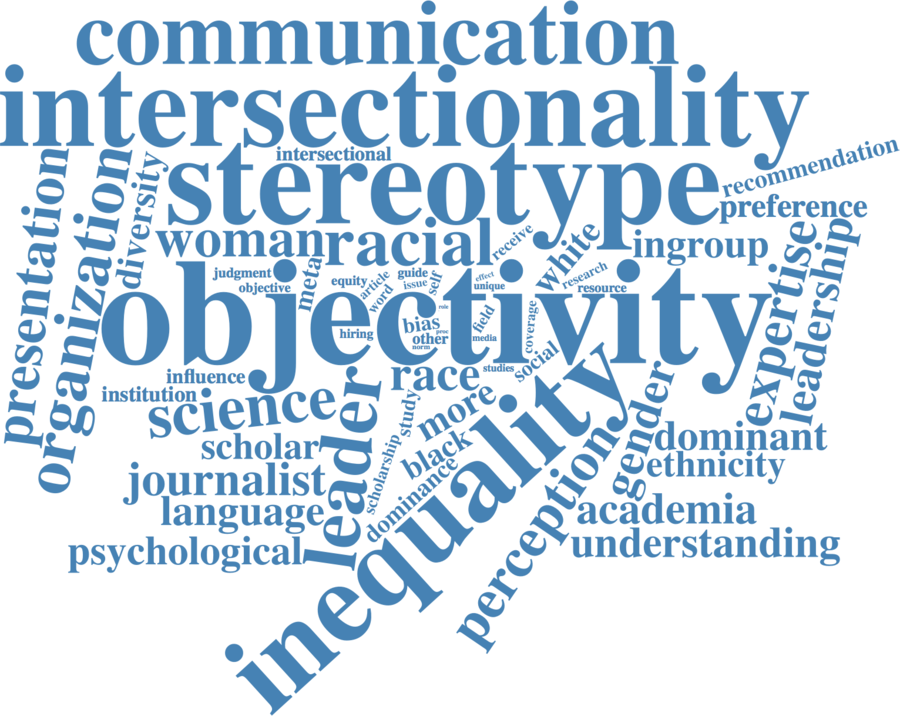 communication
intersectionality
intersectional
stereotype
recommendation
preference
presentation
organization
diversity
woman
racial
receive
white
ingroup
judgment
objective
meta
equity
article
word
guide
issue
self
effect
unique
research
resource
objectivity
expertise
leadership
hiring
bias
other
norm
role
proc
field
media
coverage
studies
social
influence
institution
race
science
leader
study
more
scholar
scholarship
black
dominance
inequality
gender
perception
dominant
ethnicity
journalist
language
academia
understanding
psychological